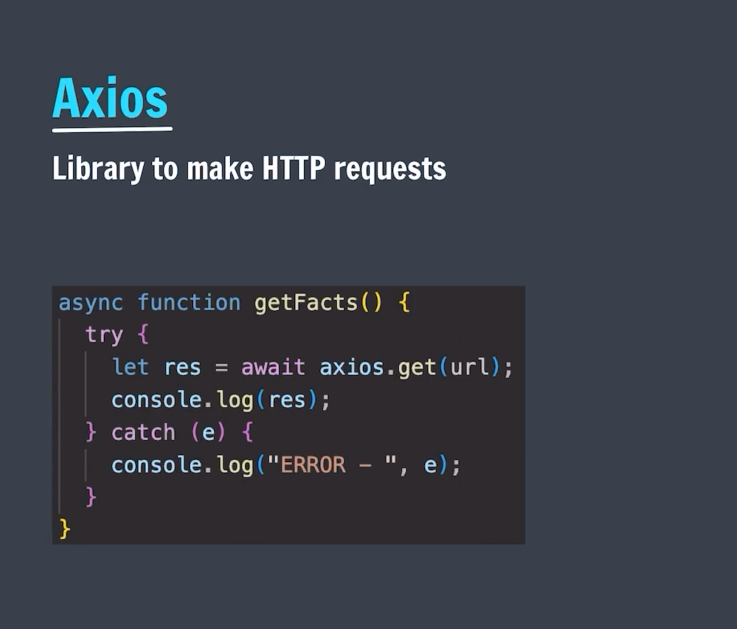 Axios
Library to make HTTP requests
async function getFacts() {
  try {
    let res = await axios.get(url);
    console.log(res);
  } catch (e) {
    console.log("ERROR - ", e);
  }
}